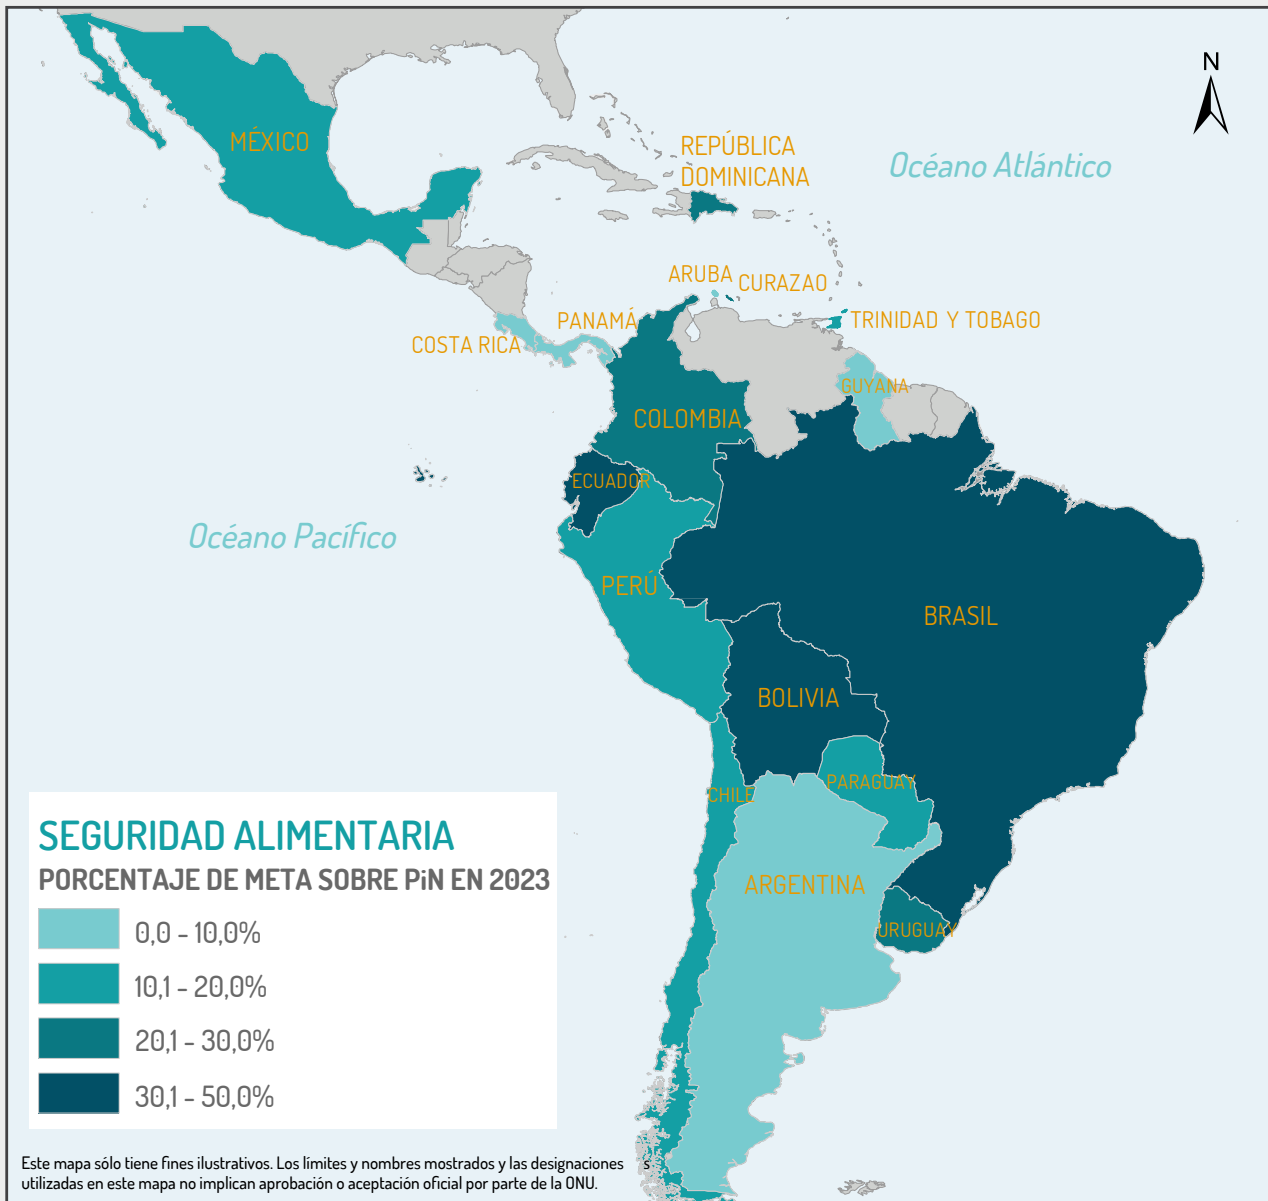 N
MÉXICO
REPÚBLICA
DOMINICANA
Océano Atlántico
ARUBA
CURAZAO
PANAMÁ
TRINIDAD Y TOBAGO
COSTA RICA
GUYANA
COLOMBIA
ECUADOR
Océano Pacífico
PERÚ
BRASIL
BOLIVIA
PARAGUAY
CHILE
ARGENTINA
URUGUAY
SEGURIDAD ALIMENTARIA
PORCENTAJE DE META SOBRE PiN EN 2023
0,0 - 10,0%
10,1 - 20,0%
20,1 - 30,0%
30,1 - 50,0%
Este mapa sólo tiene fines ilustrativos. Los límites y nombres mostrados y las designaciones
utilizadas en este mapa no implican aprobación o aceptación oficial por parte de la ONU.
s